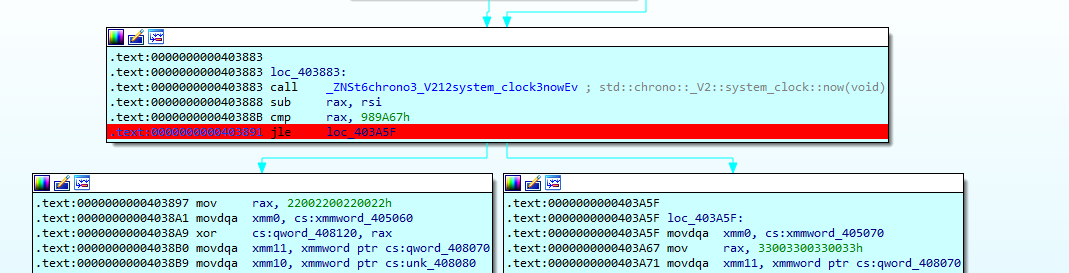 .text:0000000000403883
.text:0000000000403883 loc_403883:
.text:0000000000403883 call _ZNSt6chrono3_V212system_clock3nowEv ; std::chrono::_V2::system_clock::now(void)
.text:0000000000403888 sub rax, rsi
.text:000000000040388B cmp rax, 989A67h
.text:0000000000403891 jle loc_403A5F
.text:0000000000403897 mov rax, 22002200220022h
.text:00000000004038A1 movdqa xmm0, cs:xmmword_405060
.text:00000000004038A9 xor cs:qword_408120, rax
.text:00000000004038B0 movdqa xmm11, xmmword ptr cs:qword_408070
.text:00000000004038B9 movdqa xmm10, xmmword ptr cs:unk_408080
.text:0000000000403A5F
.text:0000000000403A5F loc_403A5F:
.text:0000000000403A5F movdqa xmm0, cs:xmmword_405070
.text:0000000000403A67 mov rax, 33003300330033h
.text:0000000000403A71 movdqa xmm11, xmmword ptr cs:qword_408070